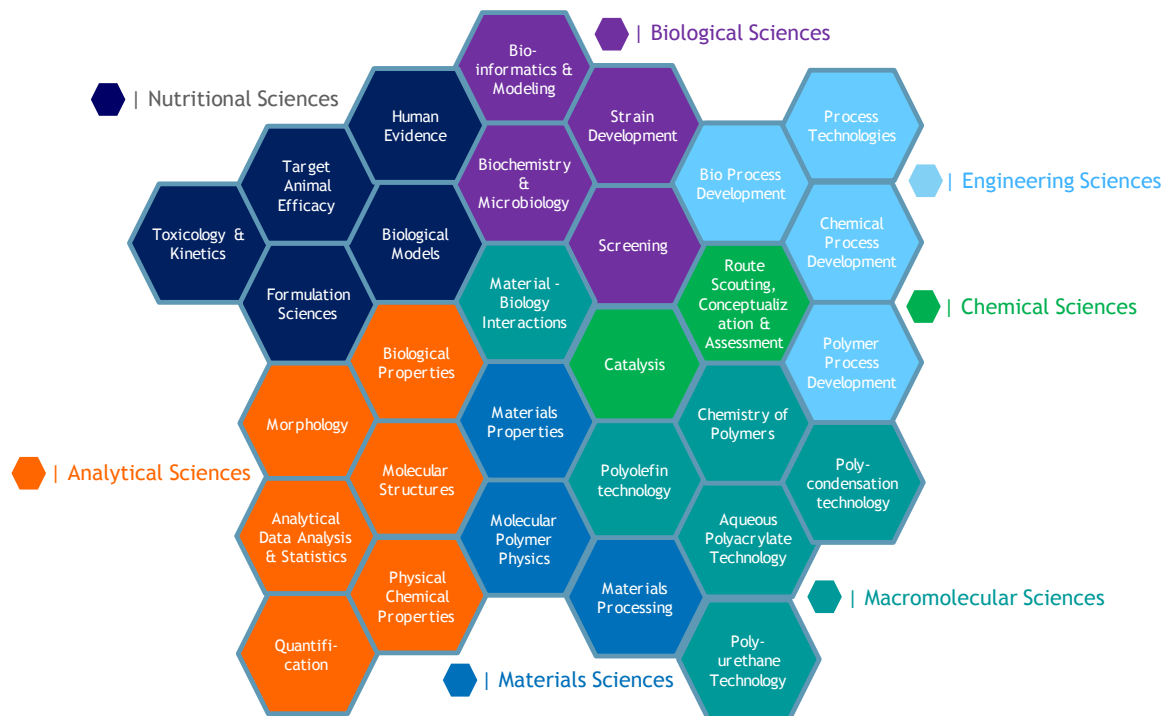 Bio-
informatics &
Modeling
| Biological Sciences
| Nutritional Sciences
Human
Evidence
Strain
Development
Process
Technologies
Target
Animal
Efficacy
Biochemistry
&
Microbiology
Bio Process
Development
| Engineering Sciences
Toxicology &
Kinetics
Biological
Models
Screening
Chemical
Process
Development
Formulation
Sciences
Material -
Biology
Interactions
Route
Scouting,
Conceptualiz
ation &
Assessment
| Chemical Sciences
Biological
Properties
Catalysis
Polymer
Process
Development
Morphology
Materials
Properties
Chemistry of
Polymers
| Analytical Sciences
Molecular
Structures
Polyolefin
technology
Poly-
condensation
technology
Analytical
Data Analysis
& Statistics
Molecular
Polymer
Physics
Aqueous
Polyacrylate
Technology
Physical
Chemical
Properties
Materials
Processing
| Macromolecular Sciences
Quantifi-
cation
| Materials Sciences
Poly-
urethane
Technology